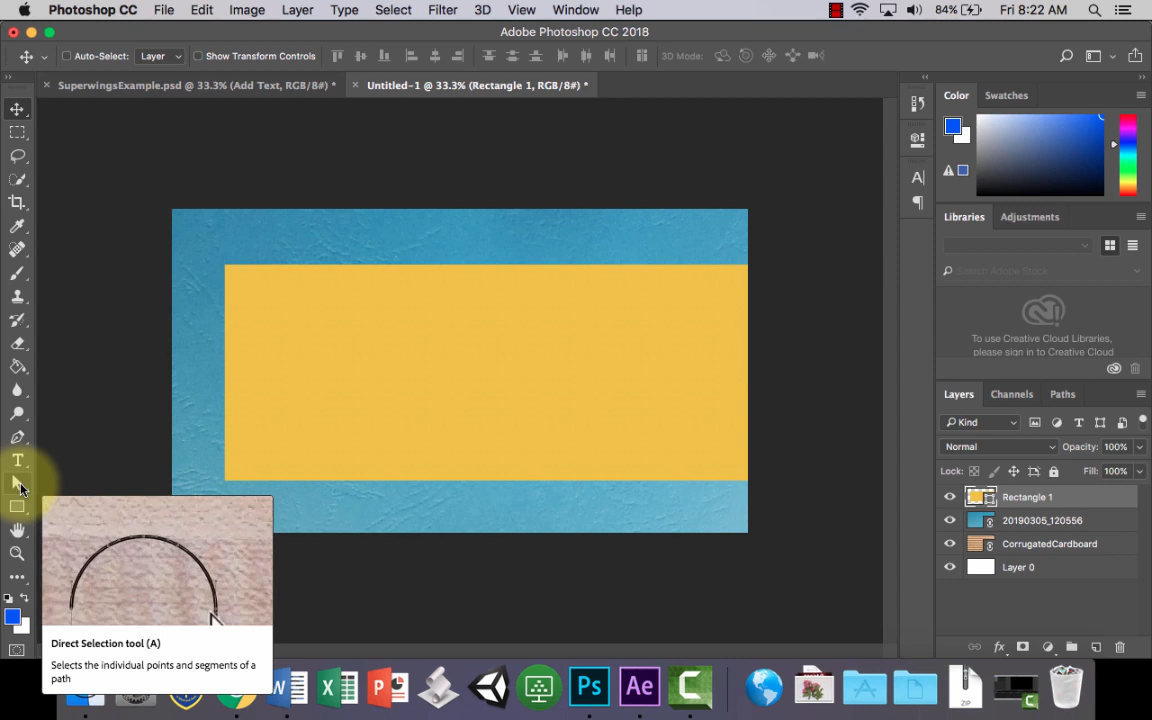 Photoshop CC File Edit Image Layer Type Select Filter 3D View Window Help 84% Fri 8:22 AM
Adobe Photoshop CC 2018
Auto-Select: Layer Show Transform Controls 3D Mode:
SuperwingsExample.psd @ 33.3% (Add Text, RGB/8#) * Untitled-1 @ 33.3% (Rectangle 1, RGB/8#) *
Color Swatches
Libraries Adjustments
Search Adobe Stock
To use Creative Cloud Libraries,
please sign in to Creative Cloud
Layers Channels Paths
Kind
Normal Opacity: 100%
Lock: Fill: 100%
Rectangle 1
20190305_120556
CorrugatedCardboard
Layer 0
Direct Selection tool (A)
Selects the individual points and segments of a
path